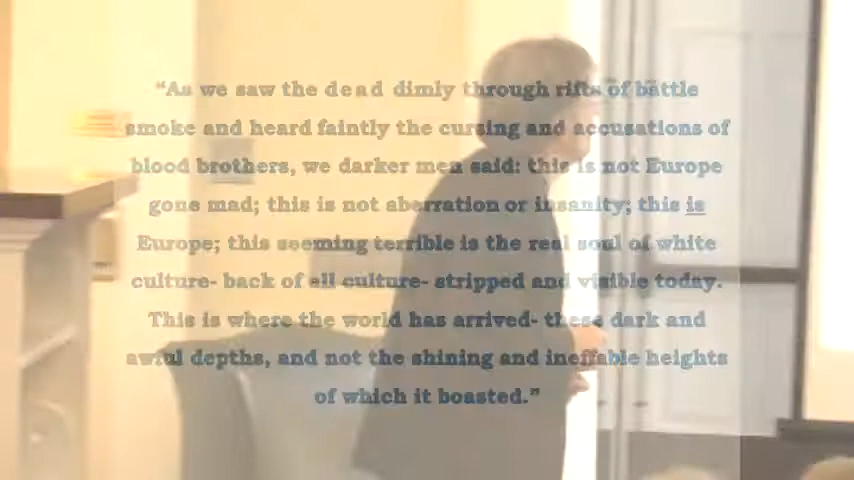 “As we saw the dead dimly through rifts of battle
smoke and heard faintly the cursing and accusations of
blood brothers, we darker men said: this is not Europe
gone mad; this is not aberration or insanity; this is
Europe; this seeming terrible is the real soul of white
culture- back of all culture- stripped and visible today.
This is where the world has arrived- these dark and
awful depths, and not the shining and ineffable heights
of which it boasted.”